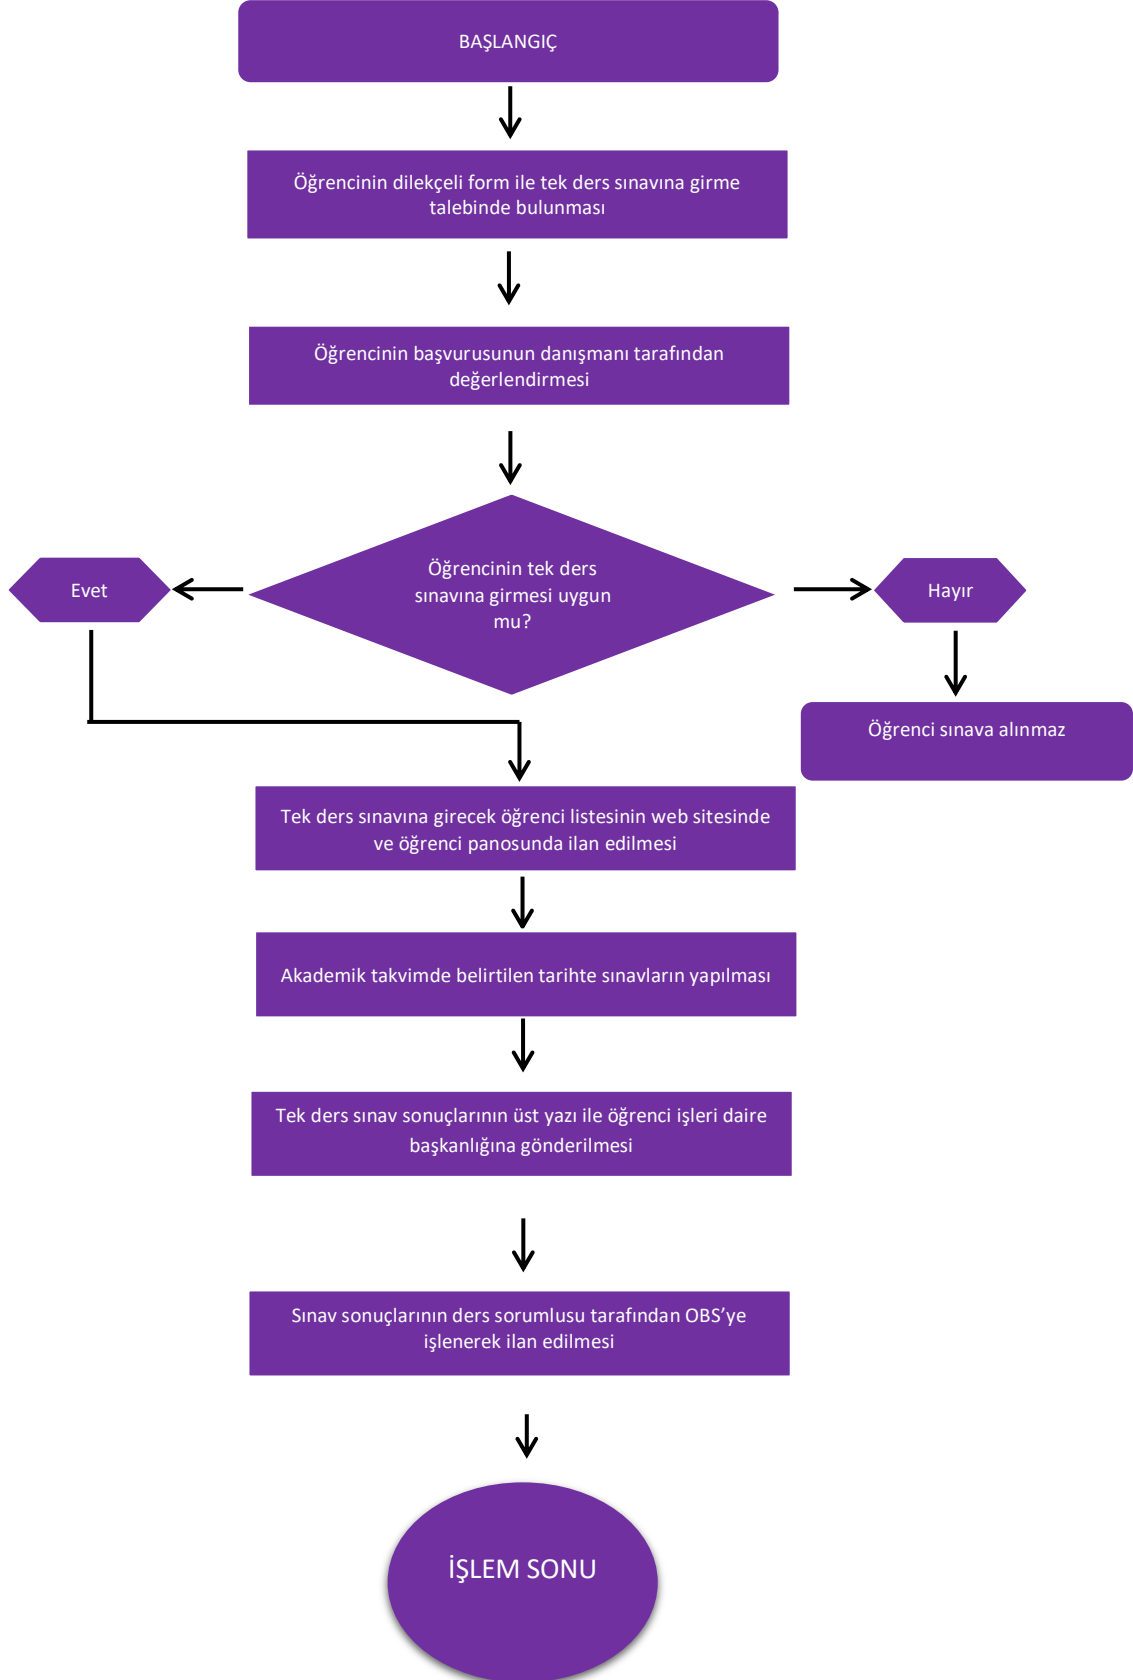 BAŞLANGIÇ
Öğrencinin dilekçeli form ile tek ders sınavına girme
talebinde bulunması
Öğrencinin başvurusunun danışmanı tarafından
değerlendirmesi
Öğrencinin tek ders
sınavına girmesi uygun
mu?
Evet
Hayır
Öğrenci sınava alınmaz
Tek ders sınavına girecek öğrenci listesinin web sitesinde
ve öğrenci panosunda ilan edilmesi
Akademik takvimde belirtilen tarihte sınavların yapılması
Tek ders sınav sonuçlarının üst yazı ile öğrenci işleri daire
başkanlığına gönderilmesi
Sınav sonuçlarının ders sorumlusu tarafından OBS’ye
işlenerek ilan edilmesi
İŞLEM SONU